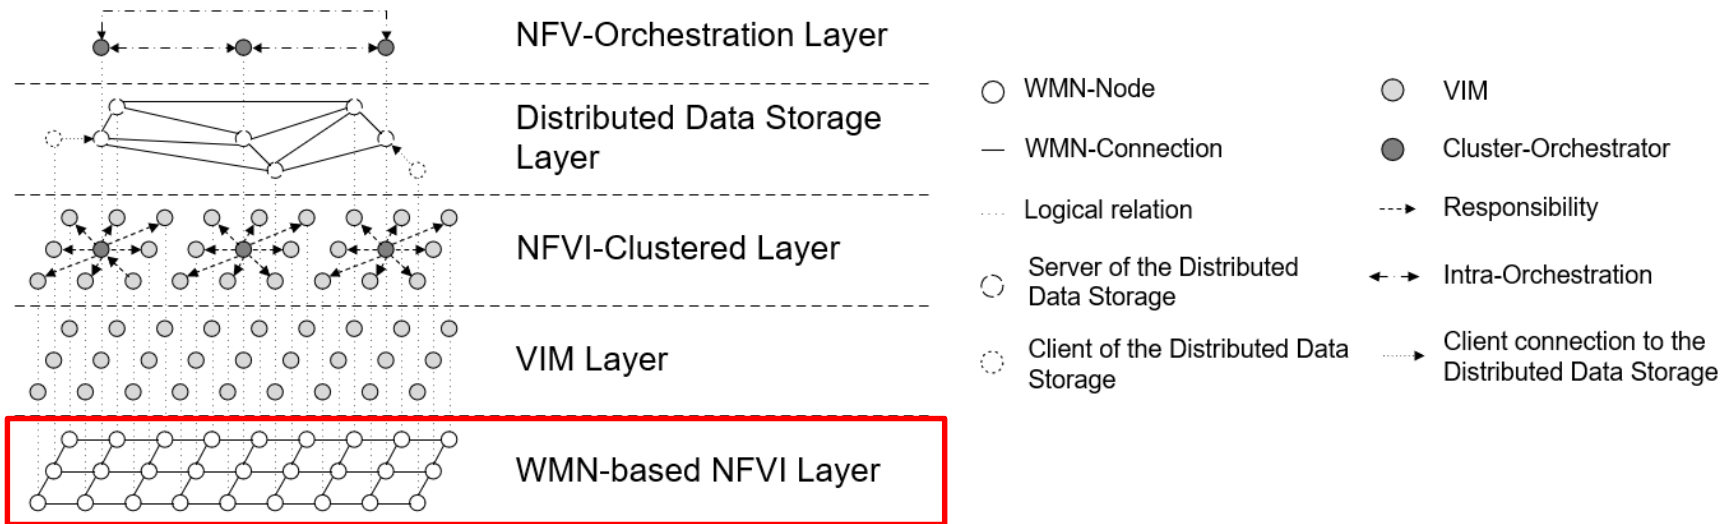 NFV-Orchestration Layer
Distributed Data Storage
Layer
NFVI-Clustered Layer
VIM Layer
WMN-based NFVI Layer
WMN-Node
WMN-Connection
Logical relation
Server of the Distributed
Data Storage
Client of the Distributed Data
Storage
VIM
Cluster-Orchestrator
Responsibility
Intra-Orchestration
Client connection to the
Distributed Data Storage